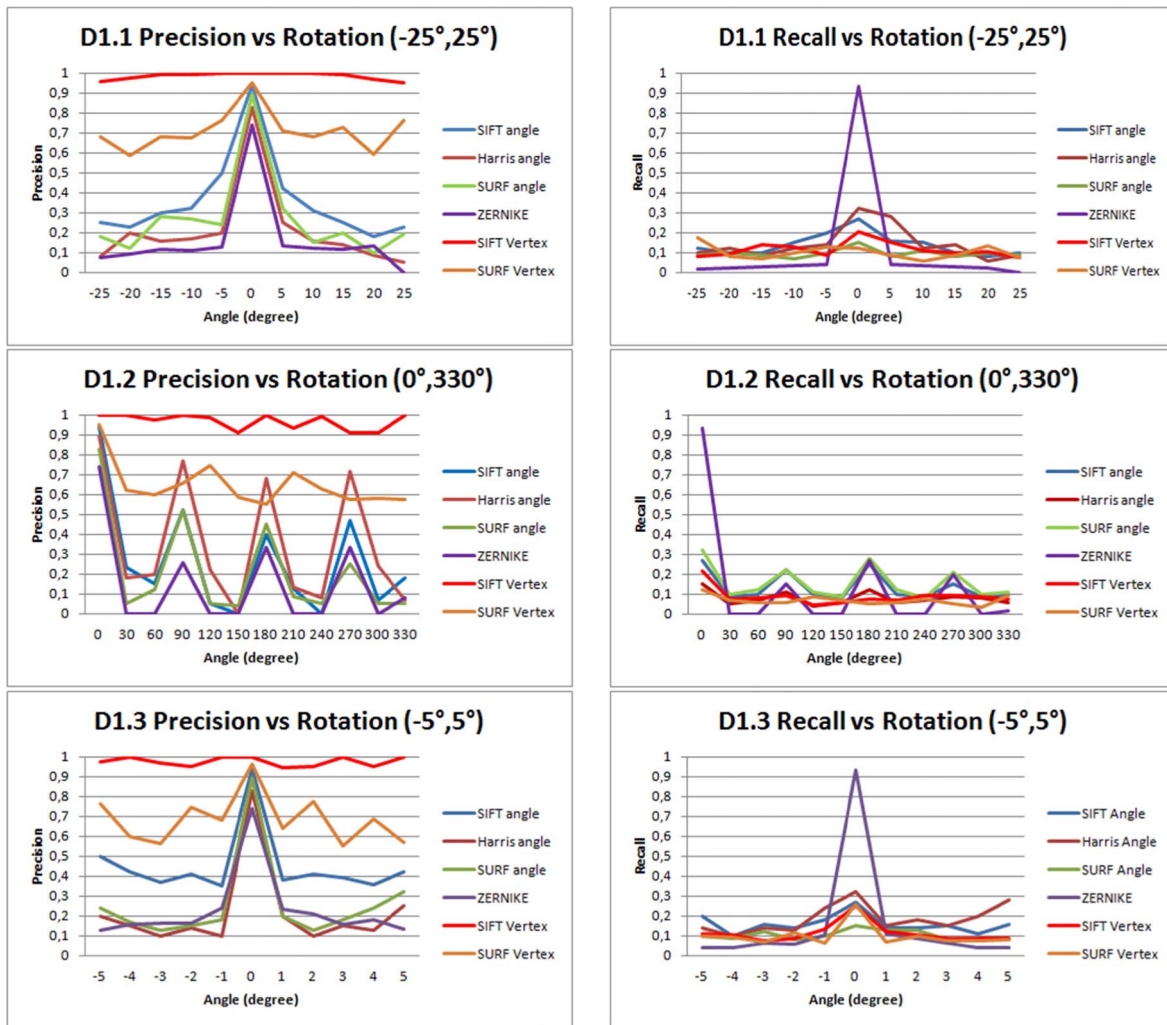 D1.1 Precision vs Rotation (-25°,25°)
1
0,9
0,8
0,7
0,6
0,5
0,4
0,3
0,2
0,1
0
Precision
-25 -20 -15 -10 -5 0 5 10 15 20 25
Angle (degree)
SIFT angle
Harris angle
SURF angle
ZERNIKE
SIFT Vertex
SURF Vertex
D1.1 Recall vs Rotation (-25°,25°)
1
0,9
0,8
0,7
0,6
0,5
0,4
0,3
0,2
0,1
0
Recall
-25 -20 -15 -10 -5 0 5 10 15 20 25
Angle (degree)
SIFT angle
Harris angle
SURF angle
ZERNIKE
SIFT Vertex
SURF Vertex
D1.2 Precision vs Rotation (0°,330°)
1
0,9
0,8
0,7
0,6
0,5
0,4
0,3
0,2
0,1
0
Precision
0 30 60 90 120 150 180 210 240 270 300 330
Angle (degree)
SIFT angle
Harris angle
SURF angle
ZERNIKE
SIFT Vertex
SURF Vertex
D1.2 Recall vs Rotation (0°,330°)
1
0,9
0,8
0,7
0,6
0,5
0,4
0,3
0,2
0,1
0
Recall
0 30 60 90 120 150 180 210 240 270 300 330
Angle (degree)
SIFT angle
Harris angle
SURF angle
ZERNIKE
SIFT Vertex
SURF Vertex
D1.3 Precision vs Rotation (-5°,5°)
1
0,9
0,8
0,7
0,6
0,5
0,4
0,3
0,2
0,1
0
Precision
-5 -4 -3 -2 -1 0 1 2 3 4 5
Angle (degree)
SIFT angle
Harris angle
SURF angle
ZERNIKE
SIFT Vertex
SURF Vertex
D1.3 Recall vs Rotation (-5°,5°)
1
0,9
0,8
0,7
0,6
0,5
0,4
0,3
0,2
0,1
0
Recall
-5 -4 -3 -2 -1 0 1 2 3 4 5
Angle (degree)
SIFT Angle
Harris Angle
SURF Angle
ZERNIKE
SIFT Vertex
SURF Vertex